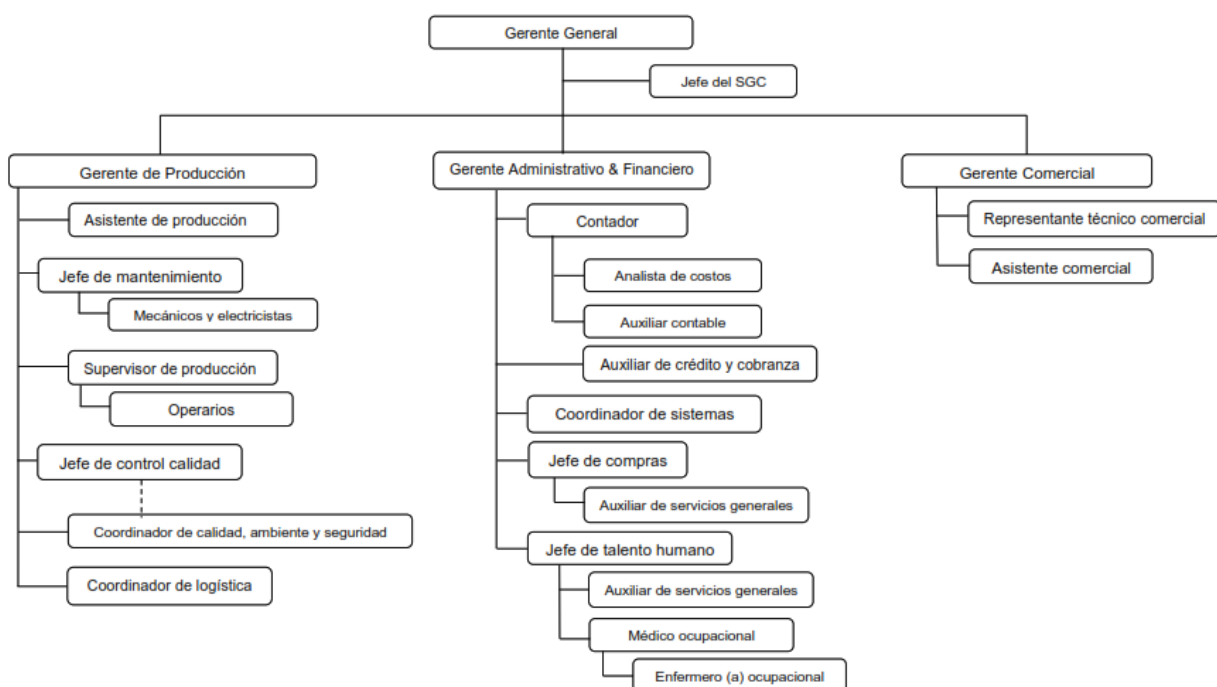 Gerente General
Jefe del SGC
Gerente de Producción
Asistente de producción
Jefe de mantenimiento
Mecánicos y electricistas
Supervisor de producción
Operarios
Jefe de control calidad
Coordinador de calidad, ambiente y seguridad
Coordinador de logística
Gerente Administrativo & Financiero
Contador
Analista de costos
Auxiliar contable
Auxiliar de crédito y cobranza
Coordinador de sistemas
Jefe de compras
Auxiliar de servicios generales
Jefe de talento humano
Auxiliar de servicios generales
Médico ocupacional
Enfermero (a) ocupacional
Gerente Comercial
Representante técnico comercial
Asistente comercial